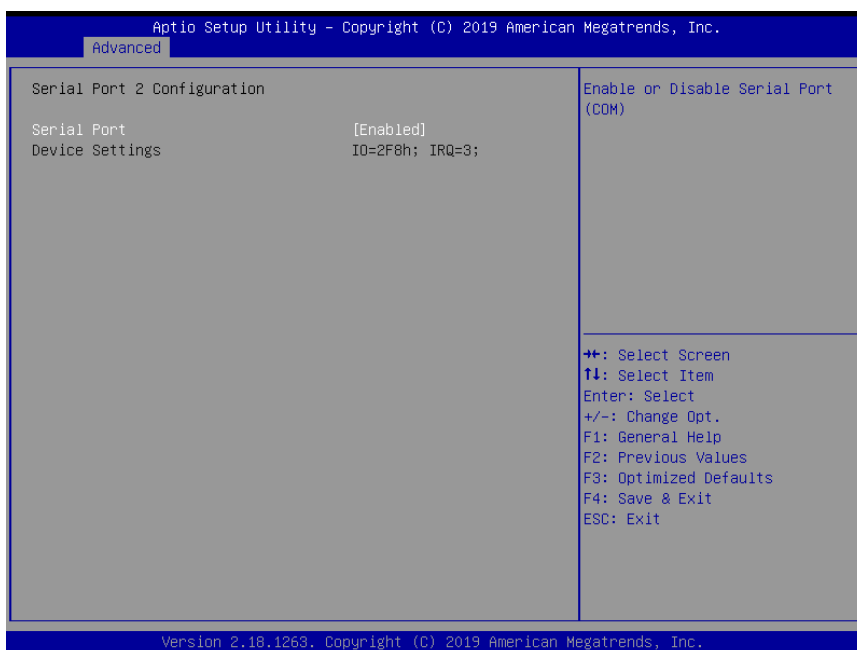 Aptio Setup Utility – Copyright (C) 2019 American Megatrends, Inc.
Advanced
Serial Port 2 Configuration
Serial Port [Enabled]
Device Settings IO=2F8h; IRQ=3;
Enable or Disable Serial Port
(COM)
→←: Select Screen
↑↓: Select Item
Enter: Select
+/-: Change Opt.
F1: General Help
F2: Previous Values
F3: Optimized Defaults
F4: Save & Exit
ESC: Exit
Version 2.18.1263. Copyright (C) 2019 American Megatrends, Inc.